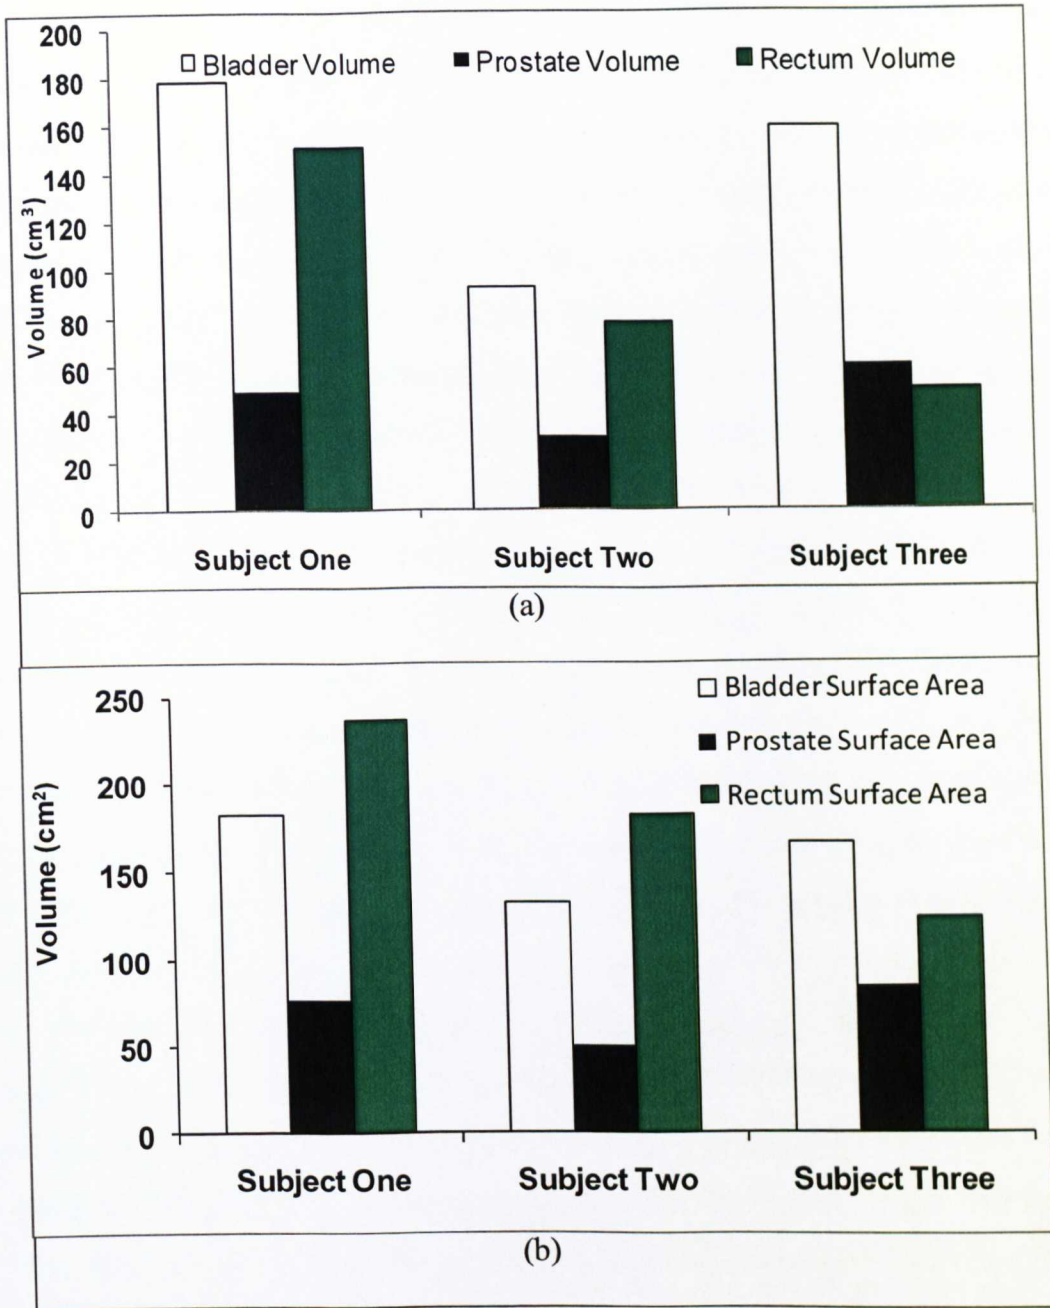 200
180
160
140
120
100
80
60
40
20
0
Volume (cm³)
Bladder Volume
Prostate Volume
Rectum Volume
Subject One
Subject Two
Subject Three
(a)
250
200
150
100
50
0
Volume (cm²)
Bladder Surface Area
Prostate Surface Area
Rectum Surface Area
Subject One
Subject Two
Subject Three
(b)